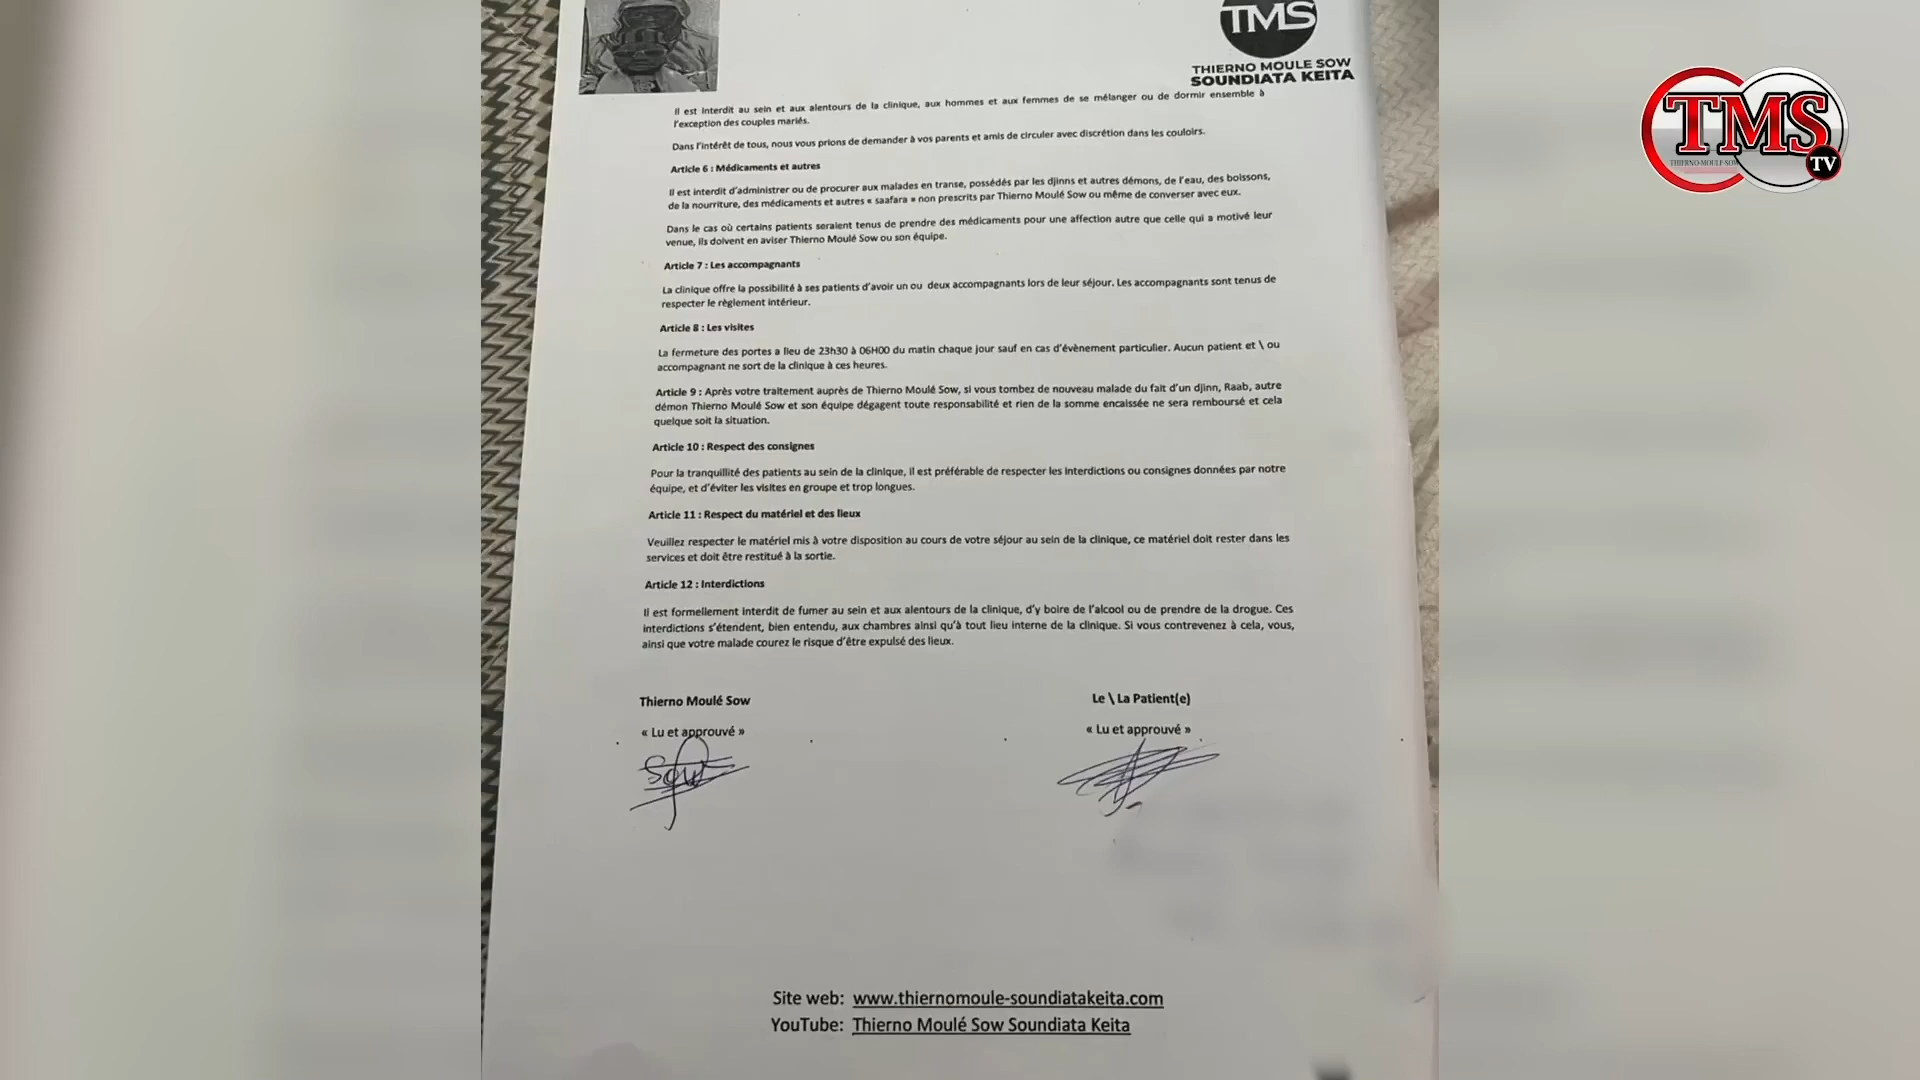 TMS
THIERNO MOULE SOW
SOUNDIATA KEITA
TMS
THIERNO-MOULE-SOW
TV
Il est interdit au sein et aux alentours de la clinique, aux hommes et aux femmes de se mélanger ou de dormir ensemble à
l'exception des couples mariés.
Dans l'intérêt de tous, nous vous prions de demander à vos parents et amis de circuler avec discrétion dans les couloirs.
Article 6 : Médicaments et autres
Il est interdit d'administrer ou de procurer aux malades en transe, possédés par les djinns et autres démons, de l'eau, des boissons,
de la nourriture, des médicaments et autres « saafara » non prescrits par Thierno Moulé Sow ou même de converser avec eux.
Dans le cas où certains patients seraient tenus de prendre des médicaments pour une affection autre que celle qui a motivé leur
venue, ils doivent en aviser Thierno Moulé Sow ou son équipe.
Article 7 : Les accompagnants
La clinique offre la possibilité à ses patients d'avoir un ou deux accompagnants lors de leur séjour. Les accompagnants sont tenus de
respecter le règlement intérieur.
Article 8 : Les visites
La fermeture des portes a lieu de 23h30 à 06H00 du matin chaque jour sauf en cas d'évènement particulier. Aucun patient et \ ou
accompagnant ne sort de la clinique à ces heures.
Article 9 : Après votre traitement auprès de Thierno Moulé Sow, si vous tombez de nouveau malade du fait d'un djinn, Raab, autre
démon Thierno Moulé Sow et son équipe dégagent toute responsabilité et rien de la somme encaissée ne sera remboursé et cela
quelque soit la situation.
Article 10 : Respect des consignes
Pour la tranquillité des patients au sein de la clinique, il est préférable de respecter les interdictions ou consignes données par notre
équipe, et d'éviter les visites en groupe et trop longues.
Article 11 : Respect du matériel et des lieux
Veuillez respecter le matériel mis à votre disposition au cours de votre séjour au sein de la clinique, ce matériel doit rester dans les
services et doit être restitué à la sortie.
Article 12 : Interdictions
Il est formellement interdit de fumer au sein et aux alentours de la clinique, d'y boire de l'alcool ou de prendre de la drogue. Ces
interdictions s'étendent, bien entendu, aux chambres ainsi qu'à tout lieu interne de la clinique. Si vous contrevenez à cela, vous,
ainsi que votre malade courez le risque d'être expulsé des lieux.
Thierno Moulé Sow
Le \ La Patient(e)
« Lu et approuvé »
« Lu et approuvé »
Sow
Site web: www.thiernomoule-soundiatakeita.com
YouTube: Thierno Moulé Sow Soundiata Keita